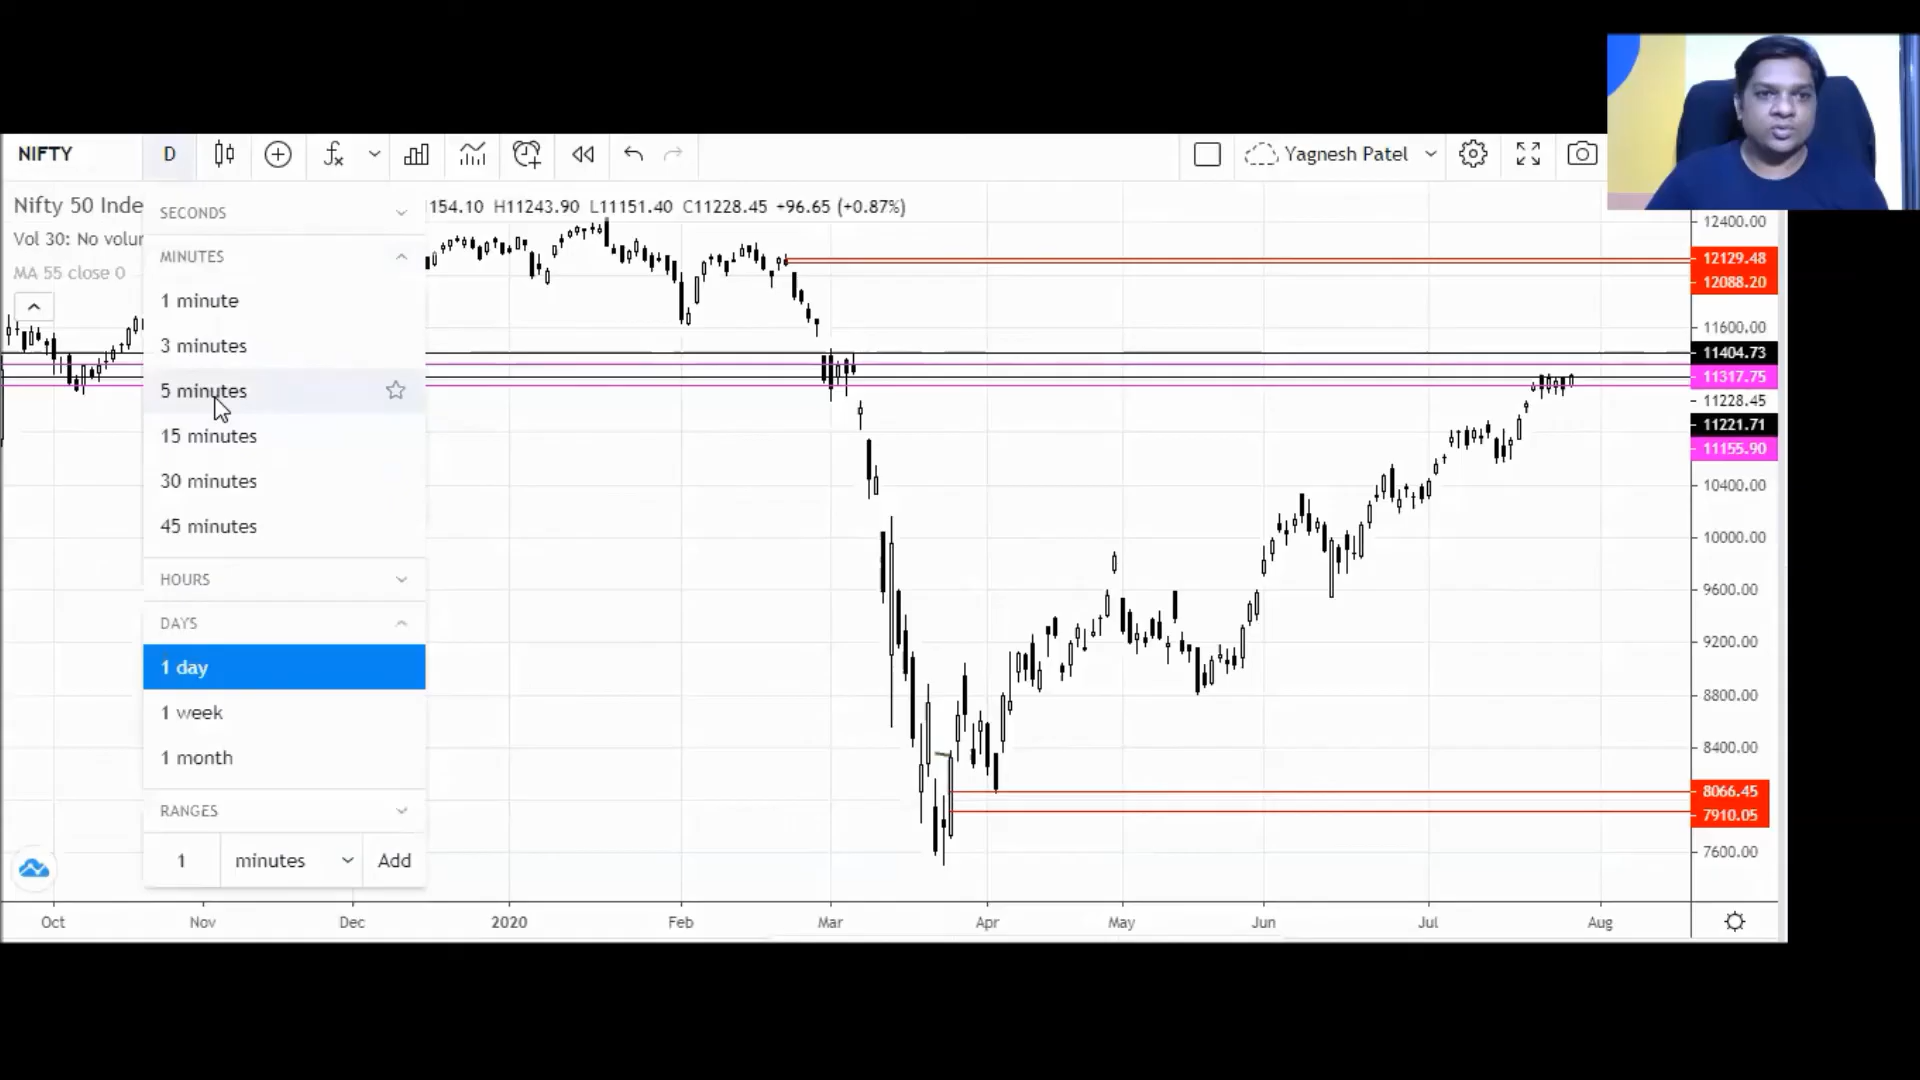 NIFTY
D
Yagnesh Patel
Nifty 50 Inde
154.10 H11243.90 L11151.40 C11228.45 +96.65 (+0.87%)
Vol 30: No volur
MA 55 close 0
SECONDS
MINUTES
1 minute
3 minutes
5 minutes
15 minutes
30 minutes
45 minutes
HOURS
DAYS
1 day
1 week
1 month
RANGES
1 minutes Add
12400.00
12129.48
12088.20
11600.00
11404.73
11317.75
11228.45
11221.71
11155.90
10400.00
10000.00
9600.00
9200.00
8800.00
8400.00
8066.45
7910.05
7600.00
Oct Nov Dec 2020 Feb Mar Apr May Jun Jul Aug